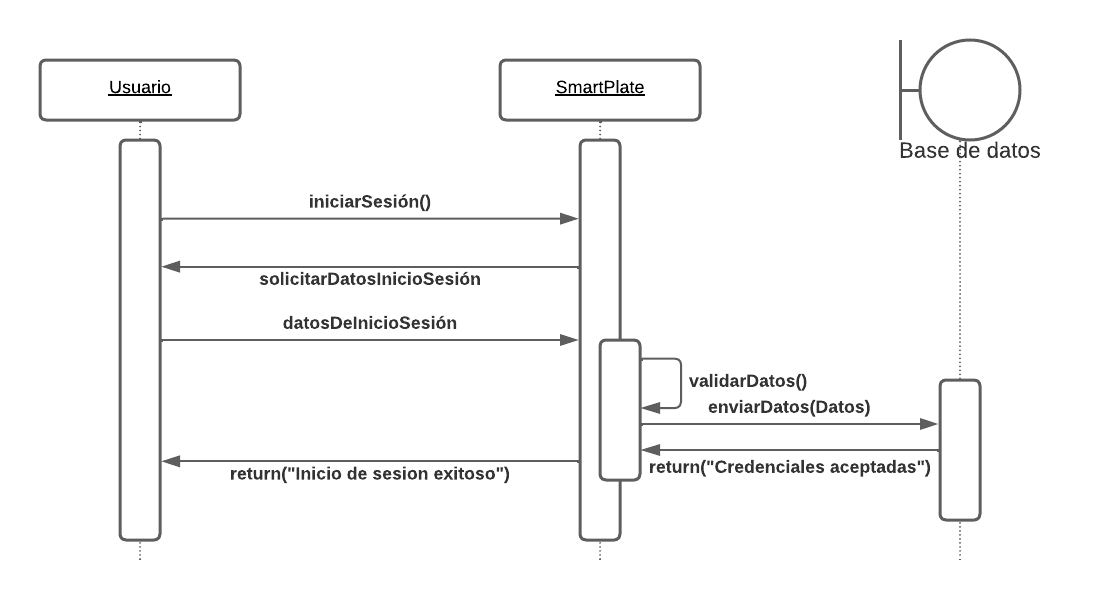 Usuario
SmartPlate
Base de datos
iniciarSesión()
solicitarDatosInicioSesión
datosDeInicioSesión
validarDatos()
enviarDatos(Datos)
return("Credenciales aceptadas")
return("Inicio de sesion exitoso")